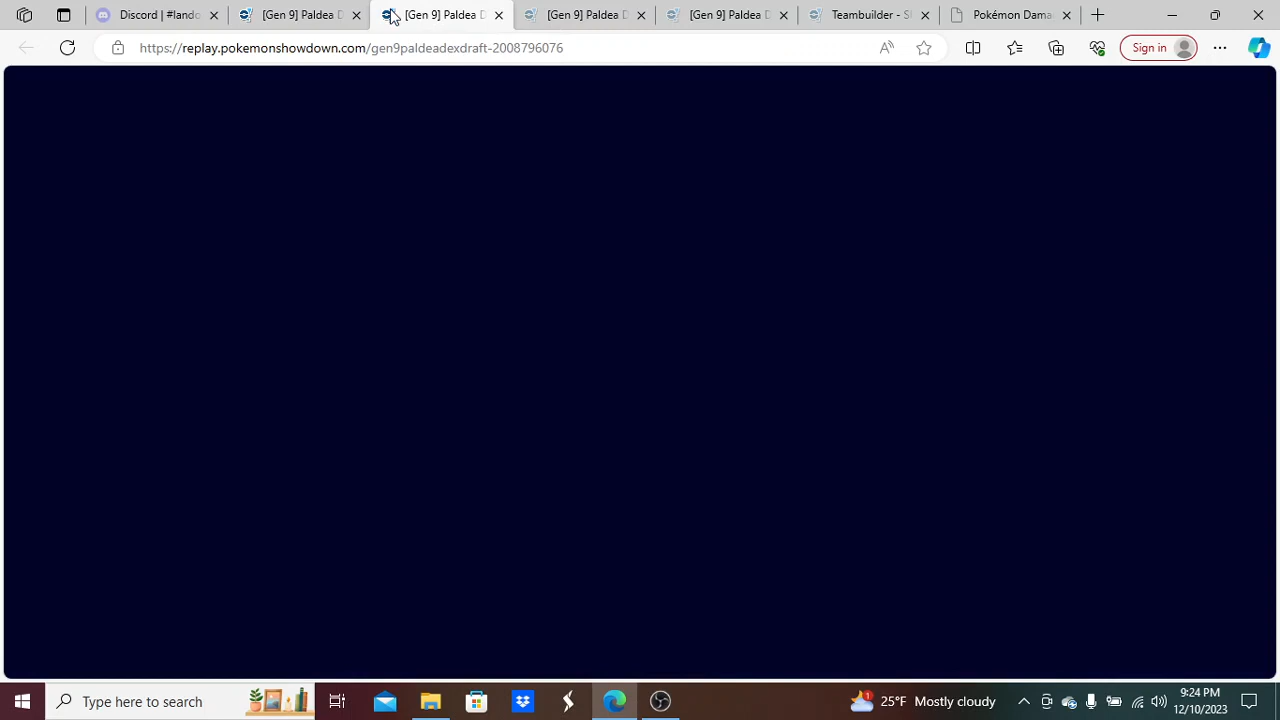 Discord | #lando
[Gen 9] Paldea D
[Gen 9] Paldea D
[Gen 9] Paldea D
[Gen 9] Paldea D
Teambuilder - Sh
Pokémon Dama
https://replay.pokemonshowdown.com/gen9paldeadexdraft-2008796076
Sign in
Type here to search
1
25°F Mostly cloudy
9:24 PM
12/10/2023